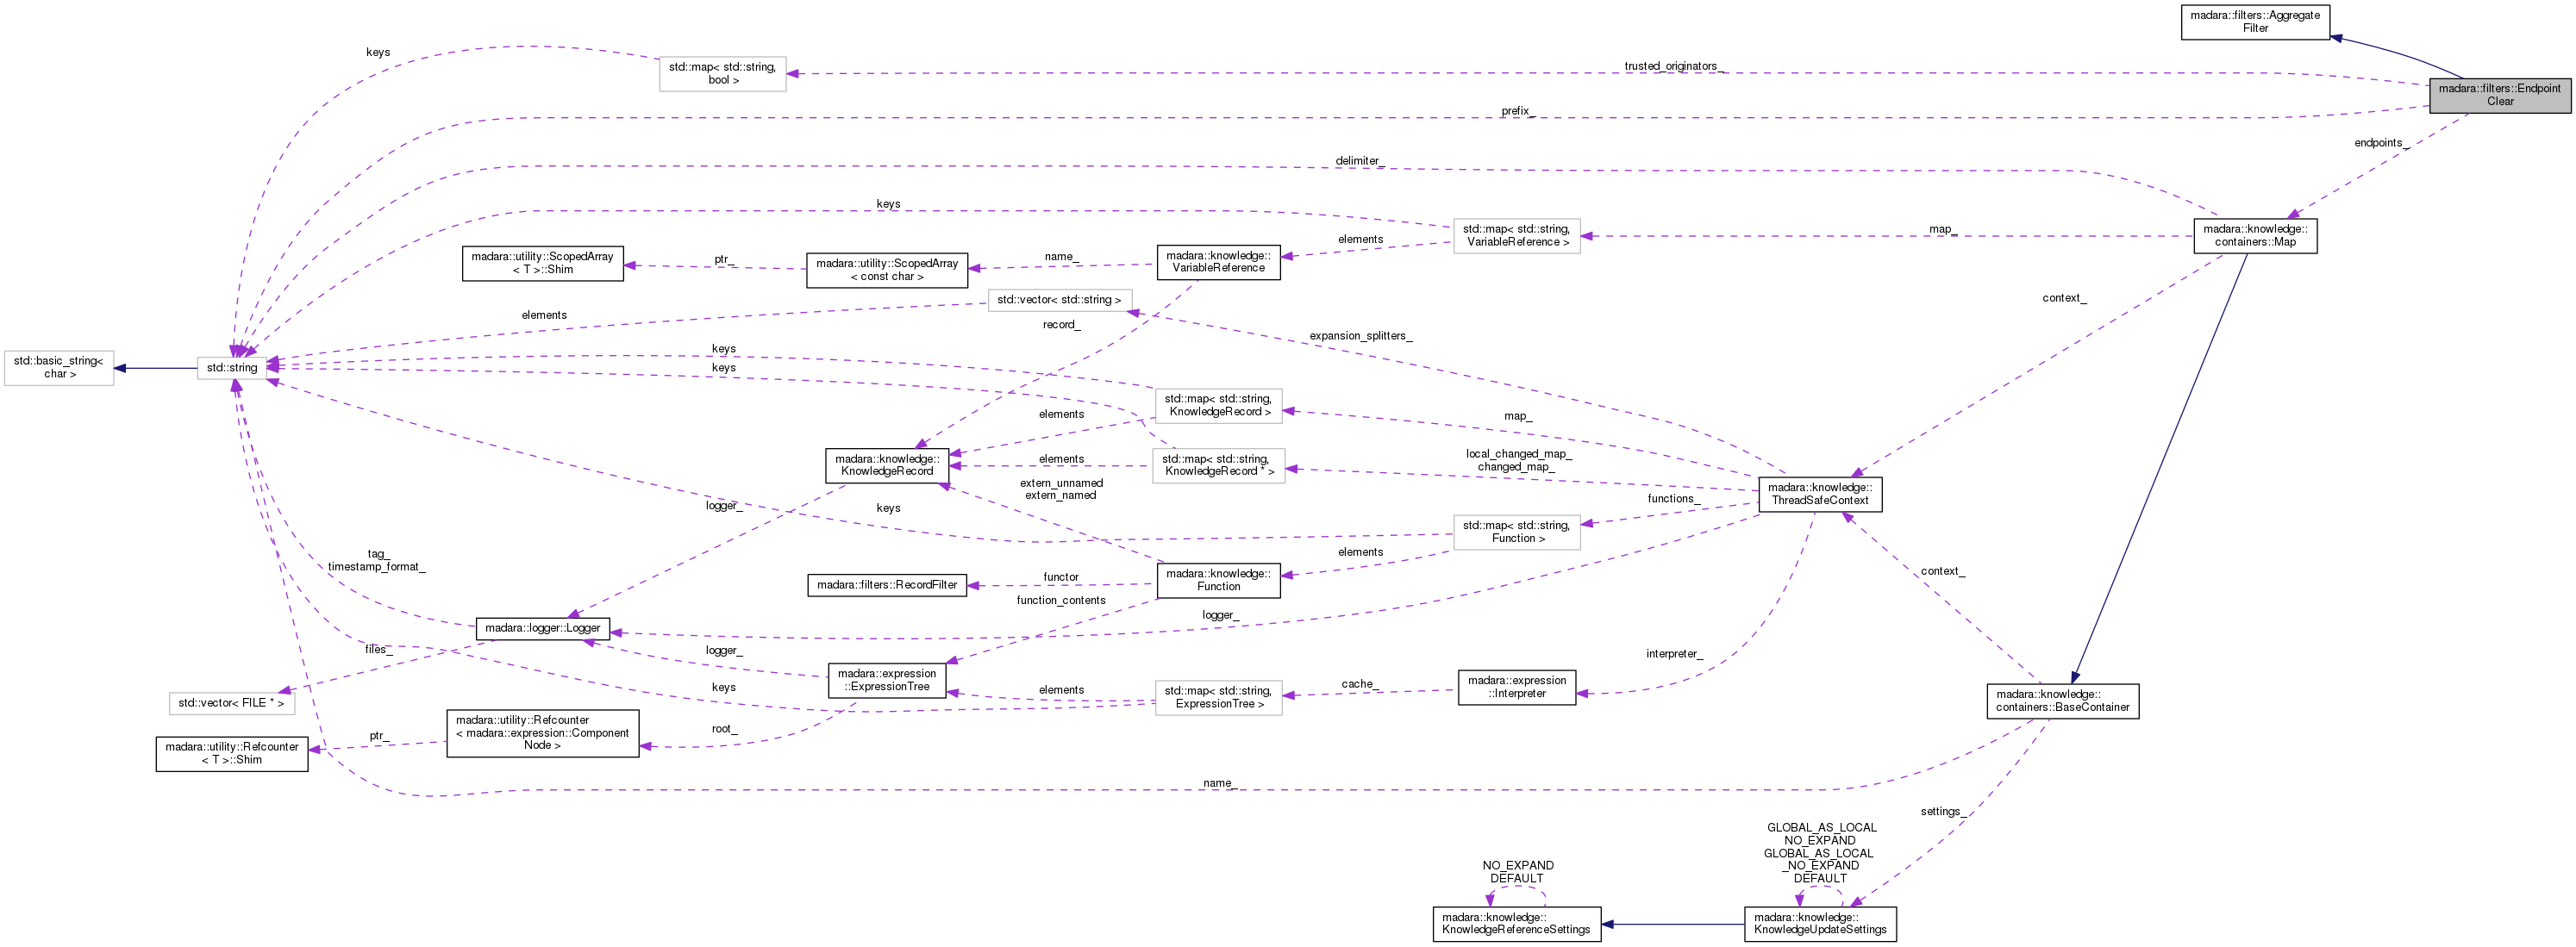 madara::filters::Aggregate
Filter
keys
std::map< std::string,
bool >
trusted_originators_
madara::filters::Endpoint
Clear
prefix_
endpoints_
delimiter_
keys
std::map< std::string,
VariableReference >
map_
madara::knowledge::
containers::Map
elements
madara::utility::ScopedArray
< T >::Shim
ptr_
madara::utility::ScopedArray
< const char >
name_
madara::knowledge::
VariableReference
context_
std::vector< std::string >
elements
record_
expansion_splitters_
std::basic_string<
char >
std::string
keys
keys
std::map< std::string,
KnowledgeRecord >
map_
elements
madara::knowledge::
KnowledgeRecord
elements
std::map< std::string,
KnowledgeRecord * >
local_changed_map_
changed_map_
madara::knowledge::
ThreadSafeContext
extern_unnamed
extern_named
logger_
keys
functions_
std::map< std::string,
Function >
elements
tag_
timestamp_format_
madara::filters::RecordFilter
functor
madara::knowledge::
Function
context_
function_contents
logger_
madara::logger::Logger
files_
logger_
interpreter_
std::vector< FILE * >
madara::expression
::ExpressionTree
keys
elements
std::map< std::string,
ExpressionTree >
cache_
madara::expression
::Interpreter
madara::knowledge::
containers::BaseContainer
madara::utility::Refcounter
< T >::Shim
ptr_
madara::utility::Refcounter
< madara::expression::Component
Node >
root_
name_
settings_
GLOBAL_AS_LOCAL
NO_EXPAND
GLOBAL_AS_LOCAL
_NO_EXPAND
DEFAULT
NO_EXPAND
DEFAULT
madara::knowledge::
KnowledgeReferenceSettings
madara::knowledge::
KnowledgeUpdateSettings